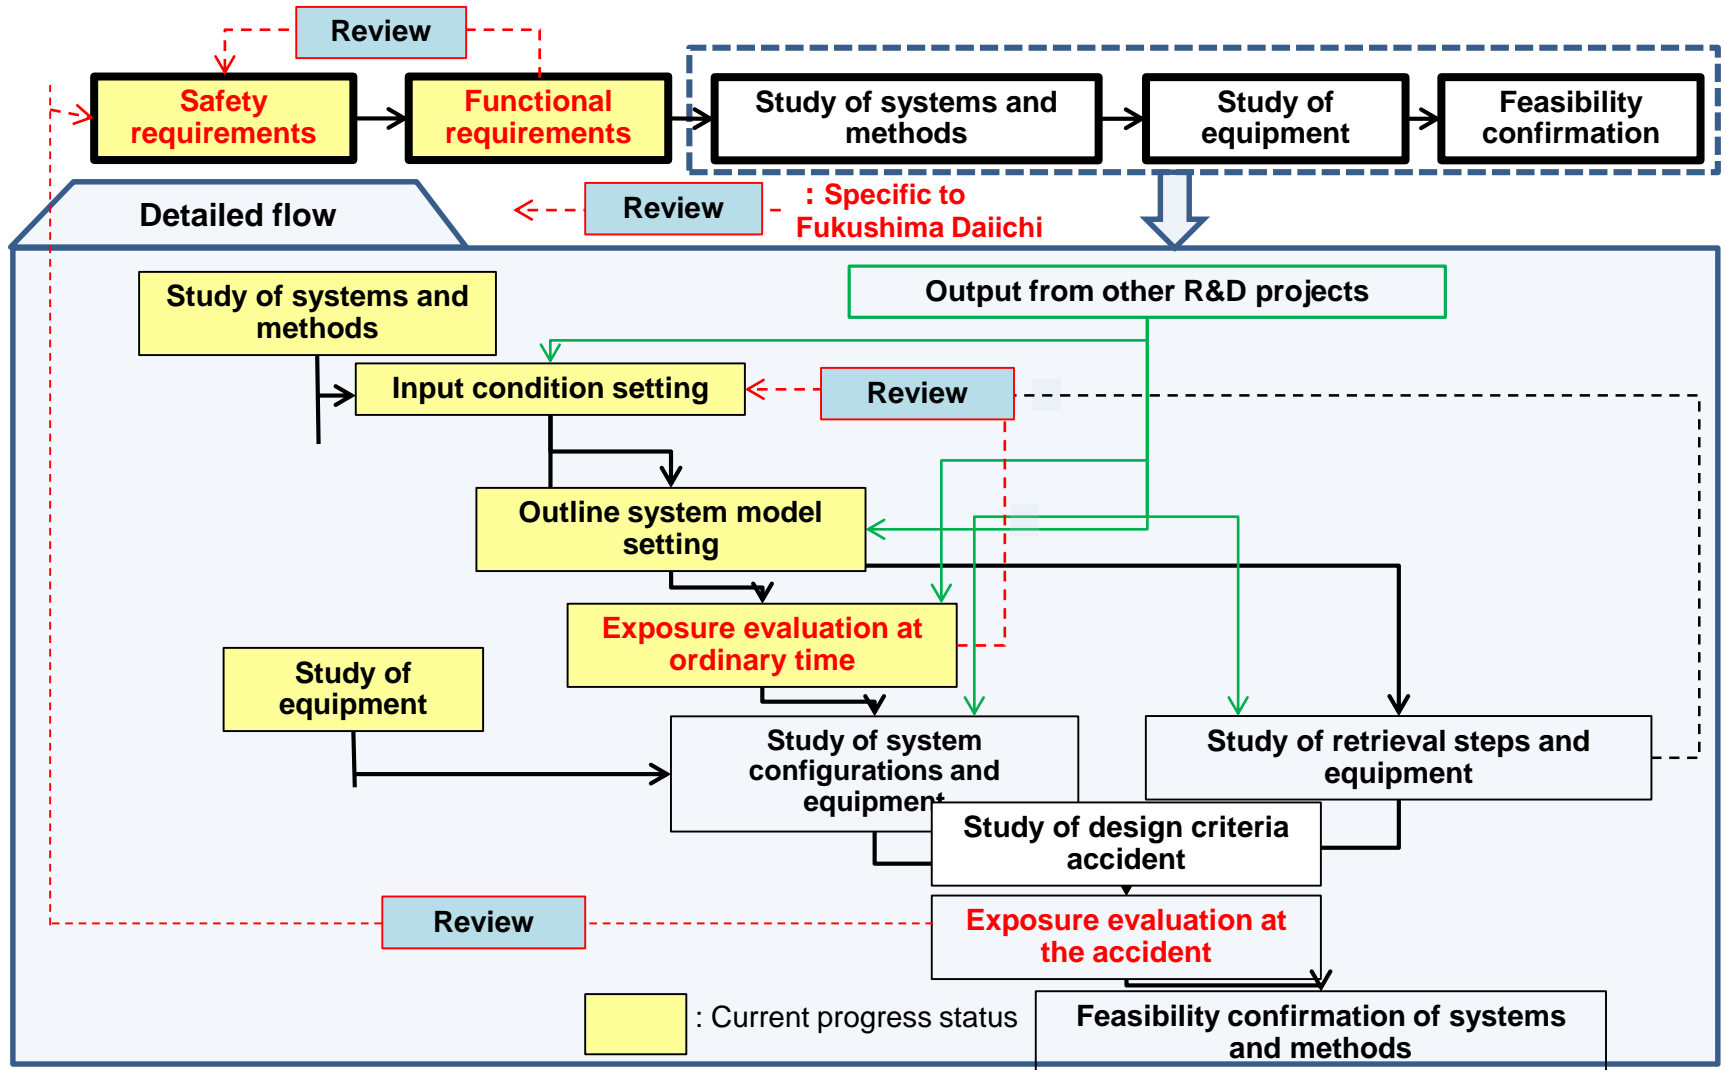 Review
Safety
requirements
Functional
requirements
Study of systems and
methods
Study of
equipment
Feasibility
confirmation
Detailed flow
Review
: Specific to
Fukushima Daiichi
Study of systems and
methods
Output from other R&D projects
Input condition setting
Review
Outline system model
setting
Exposure evaluation at
ordinary time
Study of
equipment
Study of system
configurations and
equipment
Study of retrieval steps and
equipment
Study of design criteria
accident
Review
Exposure evaluation at
the accident
: Current progress status
Feasibility confirmation of systems
and methods